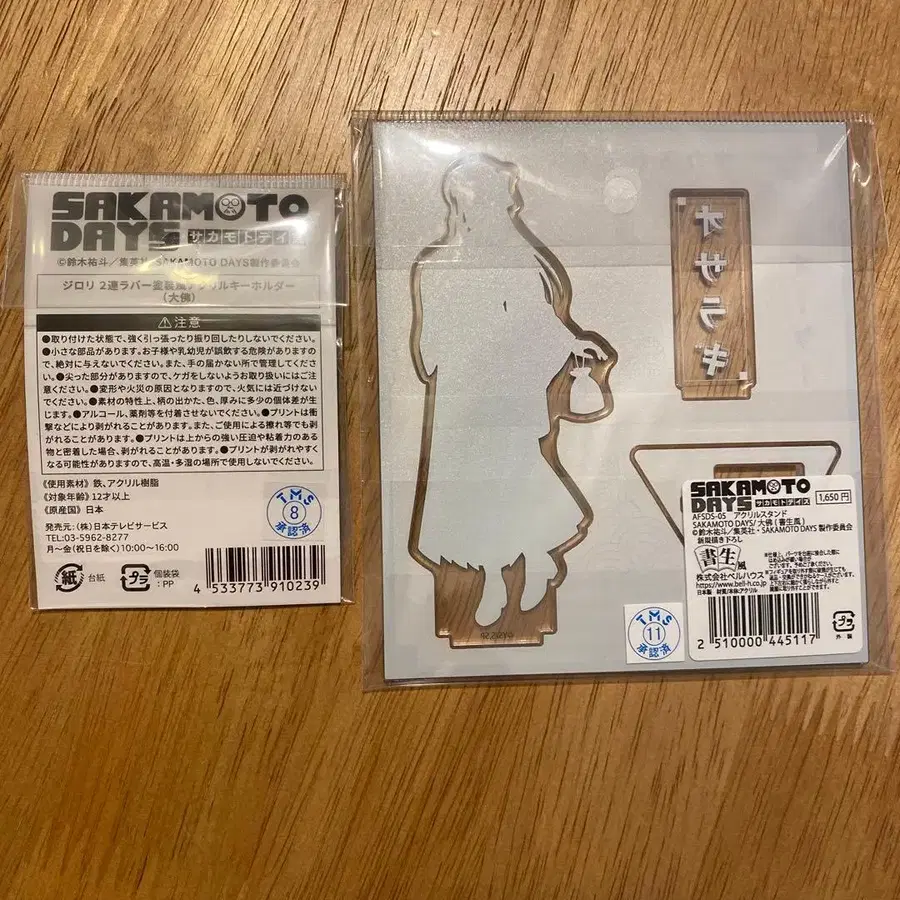 SAKAMOTO
DAYS サカモトデイズ
©鈴木祐斗／集英社・SAKAMOTO DAYS製作委員会
ジロリ 2連ラバー塗装風アクリルキーホルダー
（大佛）
⚠注意
●取り付けた状態で、強く引っ張ったり振り回したりしないでください。
●小さな部品があります。お子様や乳幼児が誤飲する危険がありますの
で、絶対に与えないでください。また、手の届かない所で管理してくださ
い。●尖った部分がありますので、ケガをしないようお取り扱いにはご注
意ください。●変形や火災の原因となりますので、火気には近づけない
でください。●素材の特性上、柄の出かた、色、厚みに多少の個体差が生
じます。●アルコール、薬剤等を付着させないでください。●プリントは衝
撃などにより剥がれることがあります。また、ご使用による擦れ等でも剥
がれることがあります。●プリントは上からの強い圧迫や粘着力のある
物と密着した場合、剥がれることがあります。●プリントが剥がれやすく
なる可能性がありますので、高温・多湿の場所で使用しないでください。
《使用素材》鉄、アクリル樹脂
《対象年齢》12才以上
《原産国》日本
発売元：（株）日本テレビサービス
TEL:03-5962-8277
月〜金（祝日を除く）10:00〜16:00
TMS
8
承認済
紙 台紙
プラ 個装袋
：PP
4 533773 910239
オサラギ
SAKAMOTO
DAYS サカモトデイズ
1,650円
AFSDS-05 アクリルスタンド
SAKAMOTO DAYS/大佛（書生風）
©鈴木祐斗／集英社・SAKAMOTO DAYS 製作委員会
新規描き下ろし
書生風
株式会社ベルハウス
https://www.bell-h.co.jp/
日本製 材質/本体:アクリル
2 510000 445117
プラ
外装
TMS
11
承認済
©YS/S,SP